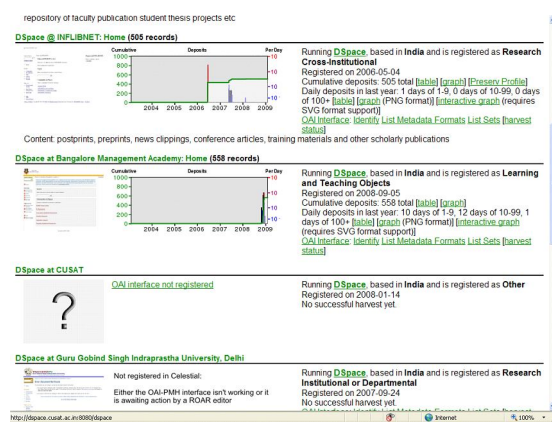 repository of faculty publication student thesis projects etc
DSpace @ INFLIBNET: Home (505 records)
Cumulative Deposits Per Day
1000
800
600
400
200
0
10
10
10
2004 2005 2006 2007 2008 2009
Running DSpace, based in India and is registered as Research
Cross-Institutional
Registered on 2006-05-04
Cumulative deposits: 505 total [table] [graph] [Preserv Profile]
Daily deposits in last year: 1 days of 1-9, 0 days of 10-99, 0 days
of 100+ [table] [graph (PNG format)] [interactive graph (requires
SVG format support)]
OAI Interface: Identify List Metadata Formats List Sets [harvest
status]
Content: postprints, preprints, news clippings, conference articles, training materials and other scholarly publications
DSpace at Bangalore Management Academy: Home (558 records)
Cumulative Deposits Per Day
1000
800
600
400
200
0
10
10
10
2004 2005 2006 2007 2008 2009
Running DSpace, based in India and is registered as Learning
and Teaching Objects
Registered on 2008-09-05
Cumulative deposits: 558 total [table] [graph]
Daily deposits in last year: 10 days of 1-9, 12 days of 10-99, 1
days of 100+ [table] [graph (PNG format)] [interactive graph
(requires SVG format support)]
OAI Interface: Identify List Metadata Formats List Sets [harvest
status]
DSpace at CUSAT
?
OAI interface not registered
Running DSpace, based in India and is registered as Other
Registered on 2008-01-14
No successful harvest yet.
DSpace at Guru Gobind Singh Indraprastha University, Delhi
Not registered in Celestial:
Either the OAI-PMH interface isn't working or it
is awaiting action by a ROAR editor
Running DSpace, based in India and is registered as Research
Institutional or Departmental
Registered on 2007-09-24
No successful harvest yet.
OAI Interface: Identify List Metadata Formats List Sets [harvest
http://dspace.cusat.ac.in:8080/dspace
Internet
100%